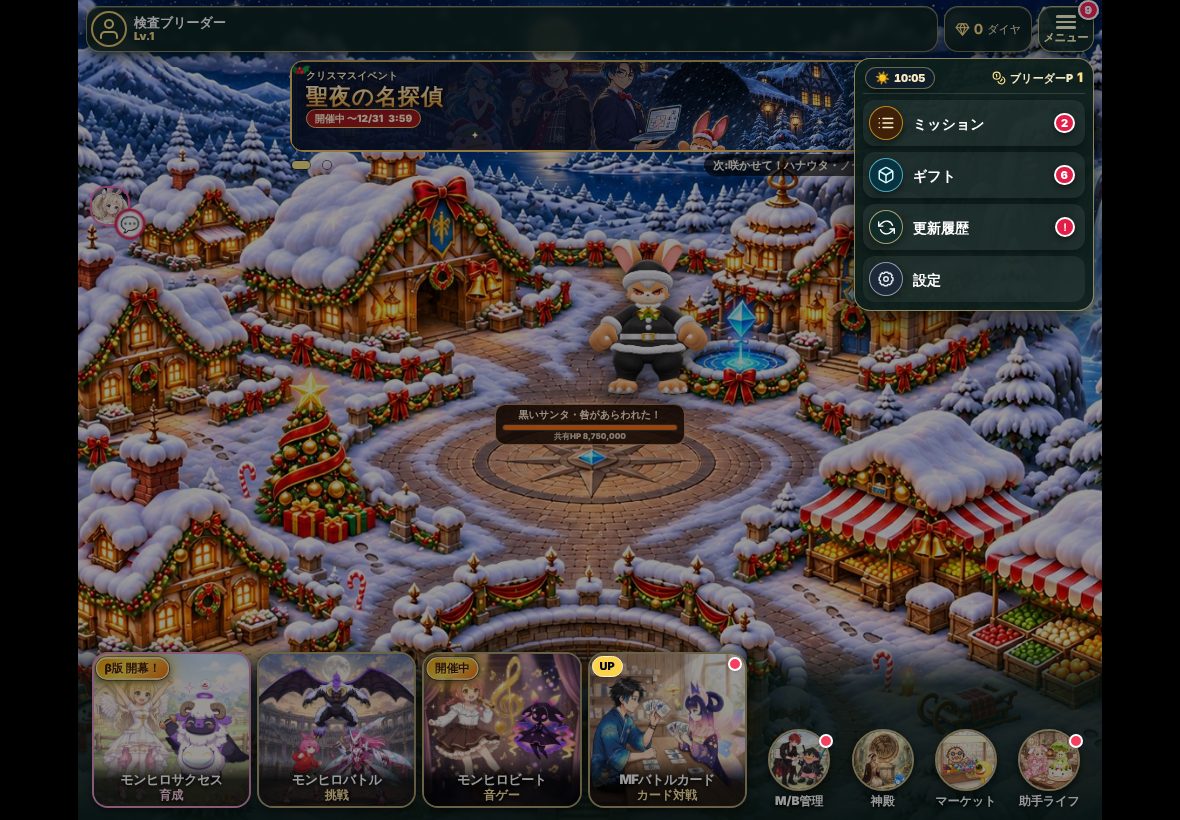 検査ブリーダー
Lv.1
0 ダイヤ
9
メニュー
クリスマスイベント
聖夜の名探偵
開催中 〜12/31 3:59
次:咲かせて！ハナウタ・ノ
10:05
ブリーダーP 1
ミッション
2
ギフト
6
更新履歴
!
設定
黒いサンタ・咎があらわれた！
共有HP 8,750,000
β版 開幕！
モンヒロサクセス
育成
モンヒロバトル
挑戦
開催中
モンヒロビート
音ゲー
UP
MFバトルカード
カード対戦
M/B管理
神殿
マーケット
助手ライフ